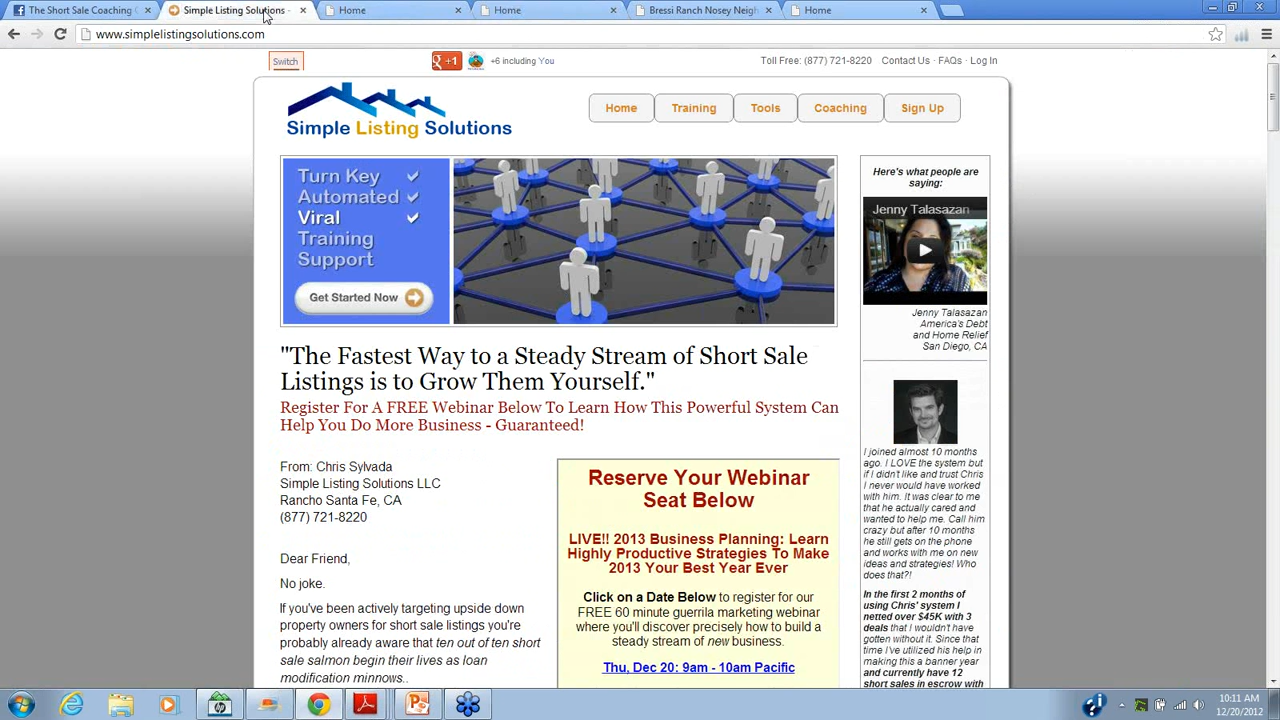 The Short Sale Coaching C
Simple Listing Solutions -
Home
Home
Bressi Ranch Nosey Neigh
Home
www.simplelistingsolutions.com
Switch
+1
+6 including You
Toll Free: (877) 721-8220 Contact Us · FAQs · Log In
Simple Listing Solutions
Home
Training
Tools
Coaching
Sign Up
Turn Key
Automated
Viral
Training
Support
Get Started Now
"The Fastest Way to a Steady Stream of Short Sale
Listings is to Grow Them Yourself."
Register For A FREE Webinar Below To Learn How This Powerful System Can
Help You Do More Business - Guaranteed!
From: Chris Sylvada
Simple Listing Solutions LLC
Rancho Santa Fe, CA
(877) 721-8220
Dear Friend,
No joke.
If you've been actively targeting upside down
property owners for short sale listings you're
probably already aware that ten out of ten short
sale salmon begin their lives as loan
modification minnows..
Reserve Your Webinar
Seat Below
LIVE!! 2013 Business Planning: Learn
Highly Productive Strategies To Make
2013 Your Best Year Ever
Click on a Date Below to register for our
FREE 60 minute guerrila marketing webinar
where you'll discover precisely how to build a
steady stream of new business.
Thu, Dec 20: 9am - 10am Pacific
Here's what people are
saying:
Jenny Talasazan
Jenny Talasazan
America's Debt
and Home Relief
San Diego, CA
I joined almost 10 months
ago. I LOVE the system but
if I didn't like and trust Chris
I never would have worked
with him. It was clear to me
that he actually cared and
wanted to help me. Call him
crazy but after 10 months
he still gets on the phone
and works with me on new
ideas and strategies! Who
does that?!
In the first 2 months of
using Chris' system I
netted over $45K with 3
deals that I wouldn't have
gotten without it. Since that
time I've utilized his help in
making this a banner year
and currently have 12
short sales in escrow with
10:11 AM
12/20/2012